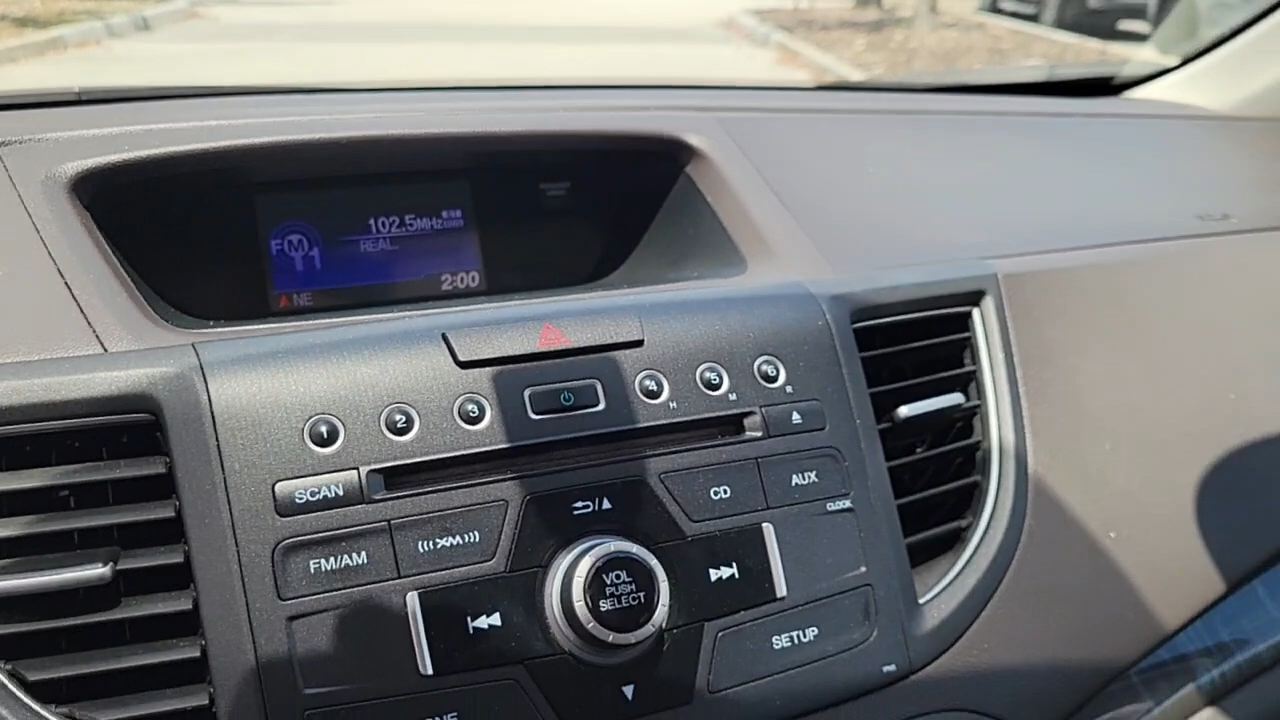 102.5MHz
FM
1
REAL
2:00
NE
1
2
3
4
H
5
M
6
R
SCAN
CD
AUX
CLOCK
FM/AM
(((XM)))
VOL
PUSH
SELECT
SETUP